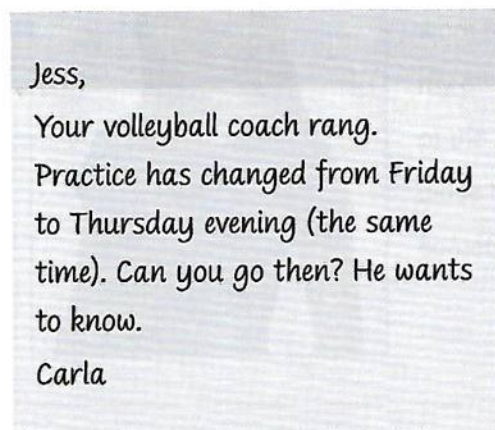 Jess,
Your volleyball coach rang.
Practice has changed from Friday
to Thursday evening (the same
time). Can you go then? He wants
to know.
Carla